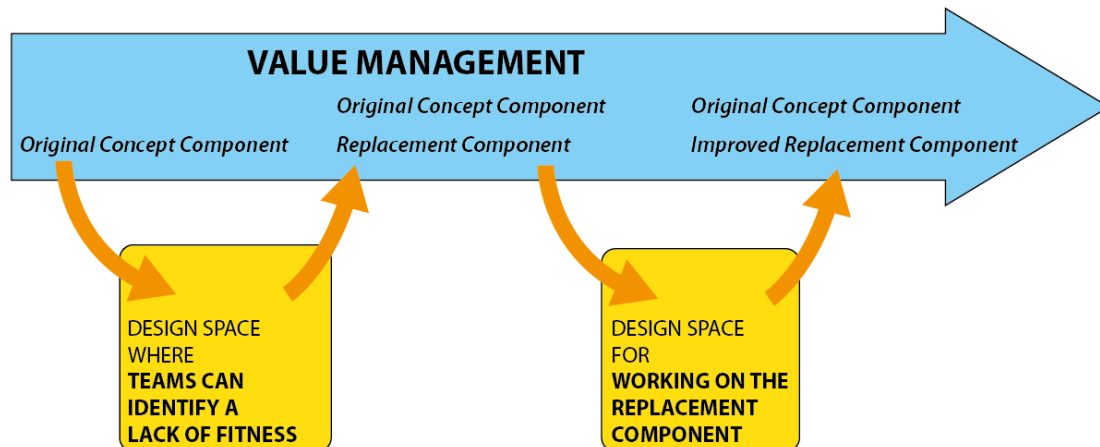 VALUE MANAGEMENT
Original Concept Component
Original Concept Component
Replacement Component
Original Concept Component
Improved Replacement Component
DESIGN SPACE
WHERE
TEAMS CAN
IDENTIFY A
LACK OF FITNESS
DESIGN SPACE
FOR
WORKING ON THE
REPLACEMENT
COMPONENT